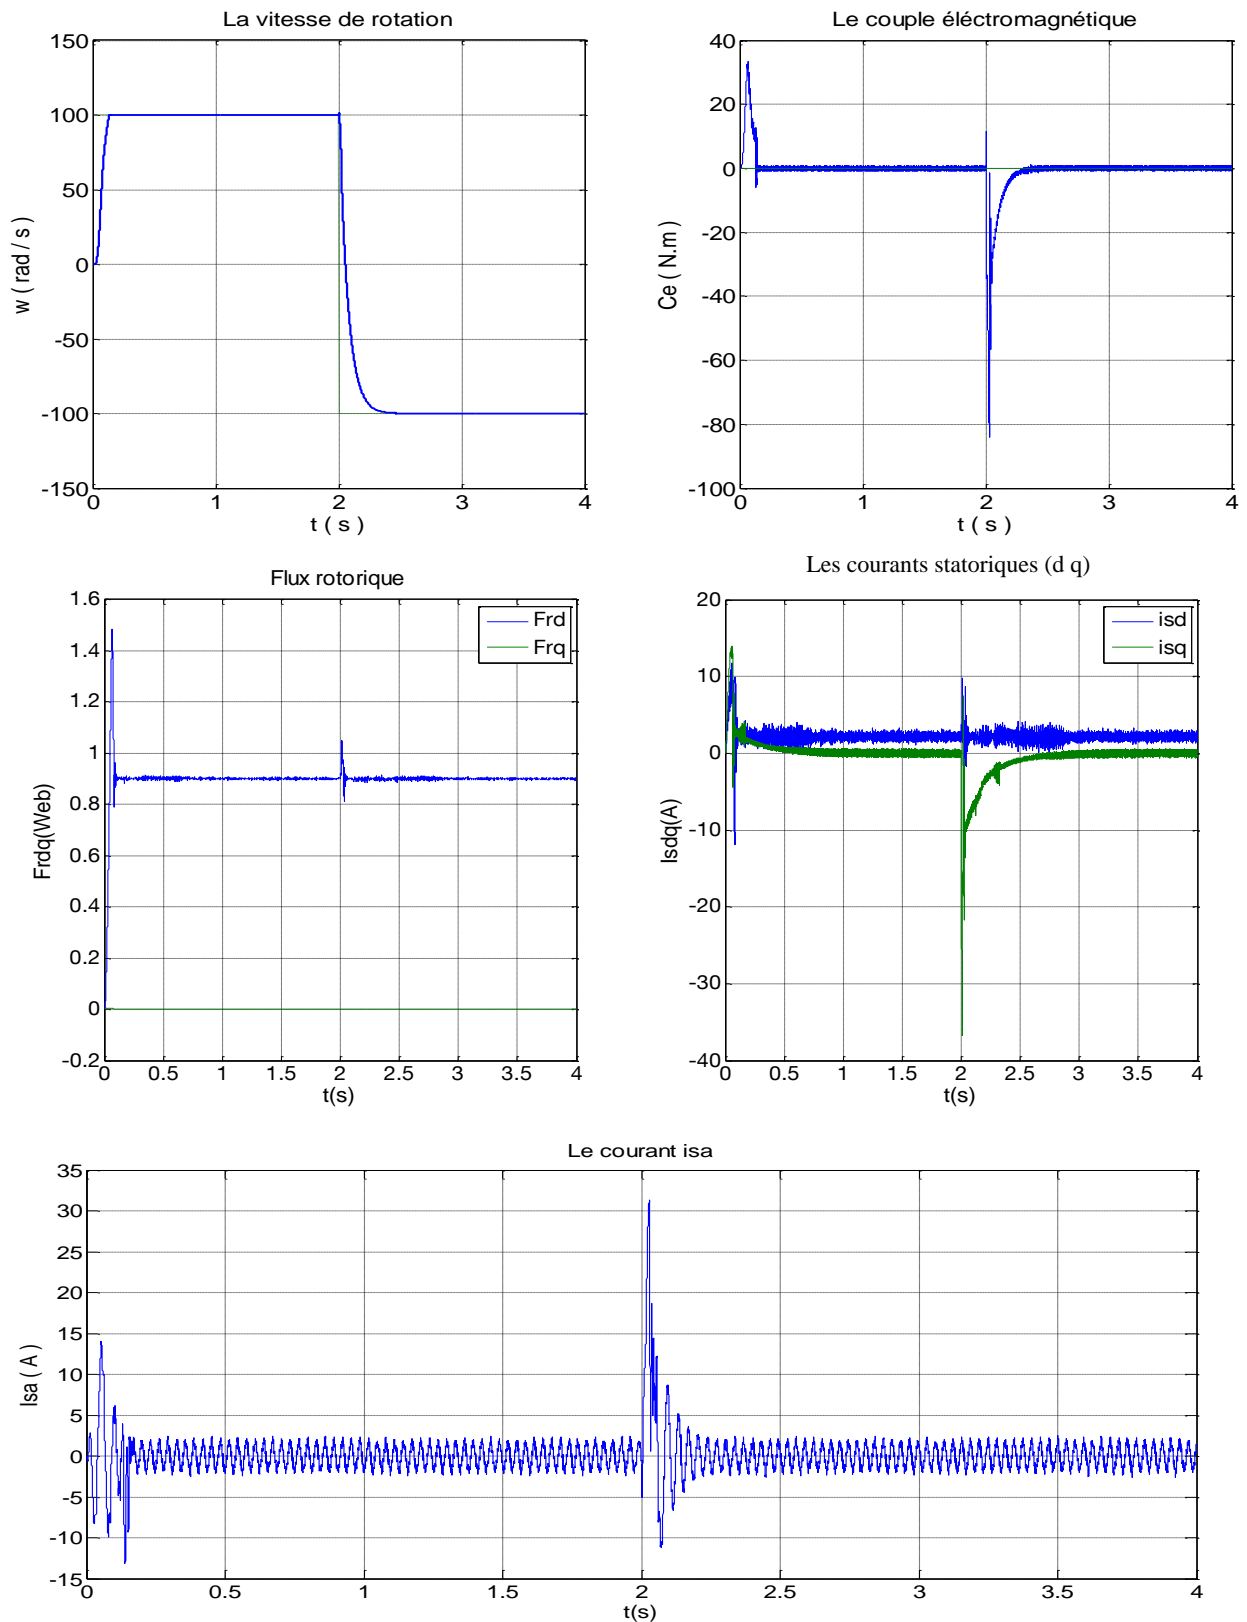 La vitesse de rotation
150
100
50
0
-50
-100
-150
0 1 2 3 4
t ( s )
w ( rad / s )
Le couple éléctromagnétique
40
20
0
-20
-40
-60
-80
-100
0 1 2 3 4
t ( s )
Ce ( N.m )
Flux rotorique
1.6
1.4
1.2
1
0.8
0.6
0.4
0.2
0
-0.2
0 0.5 1 1.5 2 2.5 3 3.5 4
t(s)
Frdq(Web)
Frd
Frq
Les courants statoriques (d q)
20
10
0
-10
-20
-30
-40
0 0.5 1 1.5 2 2.5 3 3.5 4
t(s)
Isdq(A)
isd
isq
Le courant isa
35
30
25
20
15
10
5
0
-5
-10
-15
0 0.5 1 1.5 2 2.5 3 3.5 4
t(s)
Isa ( A )